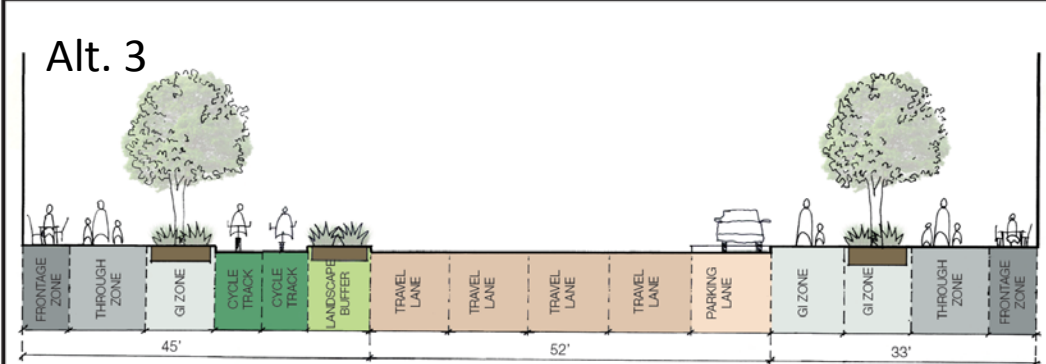 Alt. 3
FRONTAGE
ZONE
THROUGH
ZONE
GI ZONE
CYCLE
TRACK
CYCLE
TRACK
LANDSCAPE
BUFFER
TRAVEL
LANE
TRAVEL
LANE
TRAVEL
LANE
TRAVEL
LANE
PARKING
LANE
GI ZONE
GI ZONE
THROUGH
ZONE
FRONTAGE
ZONE
45'
52'
33'